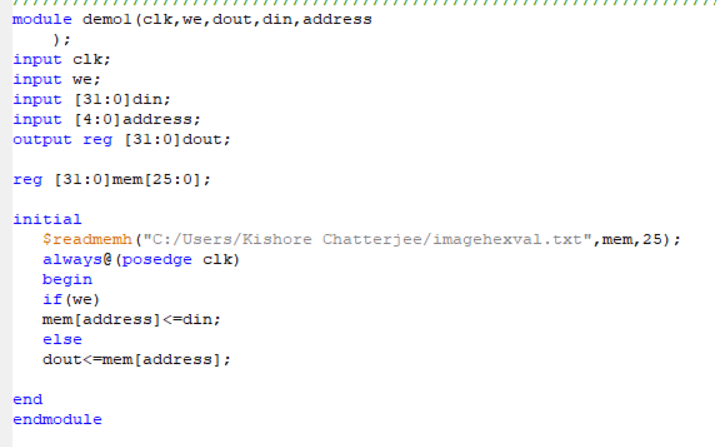 //////////////////////////////////////////////////////////////////////////////////
module demo1(clk,we,dout,din,address
    );
input clk;
input we;
input [31:0]din;
input [4:0]address;
output reg [31:0]dout;
reg [31:0]mem[25:0];
initial
   $readmemh("C:/Users/Kishore Chatterjee/imagehexval.txt",mem,25);
   always@(posedge clk)
   begin
   if(we)
   mem[address]<=din;
   else
   dout<=mem[address];
end
endmodule